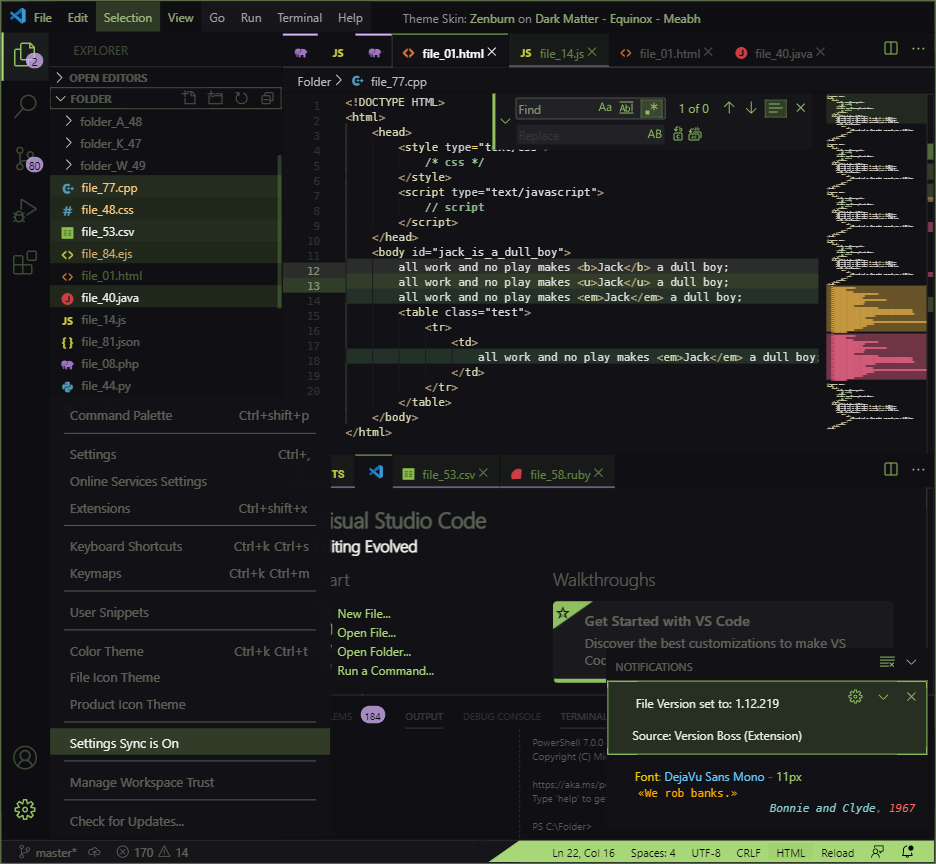 File Edit Selection View Go Run Terminal Help Theme Skin: Zenburn on Dark Matter - Equinox - Meabh
2
80
EXPLORER
OPEN EDITORS
FOLDER
folder_A_48
folder_K_47
folder_W_49
file_77.cpp
file_48.css
file_53.csv
file_84.ejs
file_01.html
file_40.java
JS file_14.js
{} file_81.json
file_08.php
file_44.py
JS file_01.html JS file_14.js file_01.html file_40.java
Folder file_77.cpp
Find Aa Abl .* 1 of 0
Replace AB
1 <!DOCTYPE HTML>
2 <html>
3 <head>
4 <style type="text/css">
5 /* css */
6 </style>
7 <script type="text/javascript">
8 // script
9 </script>
10 </head>
11 <body id="jack_is_a_dull_boy">
12 all work and no play makes <b>Jack</b> a dull boy;
13 all work and no play makes <u>Jack</u> a dull boy;
14 all work and no play makes <em>Jack</em> a dull boy;
15 <table class="test">
16 <tr>
17 <td>
18 all work and no play makes <em>Jack</em> a dull boy;
19 </td>
20 </tr>
</table>
</body>
</html>
Command Palette Ctrl+shift+p
Settings Ctrl+,
Online Services Settings
Extensions Ctrl+shift+x
Keyboard Shortcuts Ctrl+k Ctrl+s
Keymaps Ctrl+k Ctrl+m
User Snippets
Color Theme Ctrl+k Ctrl+t
File Icon Theme
Product Icon Theme
Settings Sync is On
Manage Workspace Trust
Check for Updates...
TS file_53.csv file_58.ruby
isual Studio Code
iting Evolved
art
New File...
Open File...
Open Folder...
Run a Command...
Walkthroughs
Get Started with VS Code
Discover the best customizations to make VS
Coc
NOTIFICATIONS
File Version set to: 1.12.219
Source: Version Boss (Extension)
LEMS 184 OUTPUT DEBUG CONSOLE TERMINAL
PowerShell 7.0.0
Copyright (C) Mi
https://aka.ms/po
Type 'help' to get
PS C:\Folder>
Font: DejaVu Sans Mono - 11px
«We rob banks.»
Bonnie and Clyde, 1967
master* 170 14 Ln 22, Col 16 Spaces: 4 UTF-8 CRLF HTML Reload